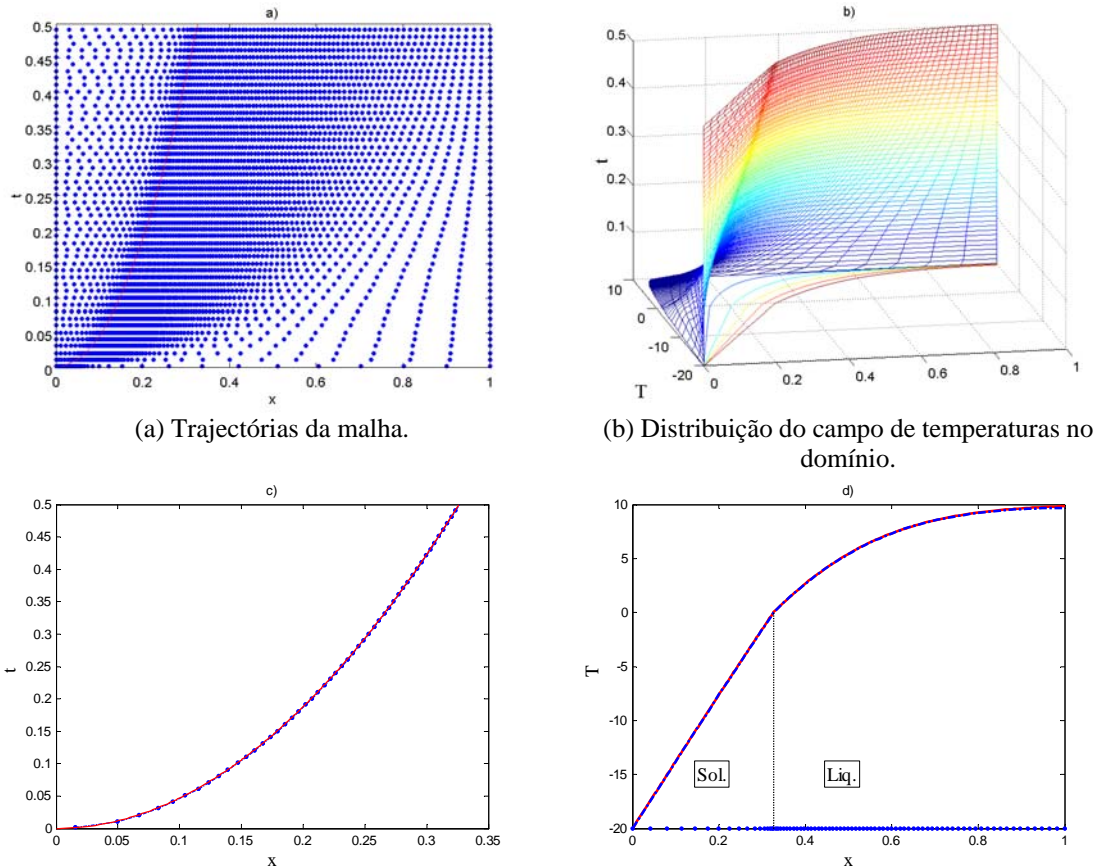 a)
0.5
0.45
0.4
0.35
0.3
0.25
0.2
0.15
0.1
0.05
0
t
0 0.2 0.4 0.6 0.8 1
x
b)
0.5
0.4
0.3
0.2
0.1
t
10
0
-10
-20
T
0 0.2 0.4 0.6 0.8 1
(a) Trajectórias da malha.
(b) Distribuição do campo de temperaturas no
domínio.
c)
0.5
0.45
0.4
0.35
0.3
0.25
0.2
0.15
0.1
0.05
0
t
0 0.05 0.1 0.15 0.2 0.25 0.3 0.35
x
d)
10
5
0
-5
-10
-15
-20
T
Sol.
Liq.
0 0.2 0.4 0.6 0.8 1
x